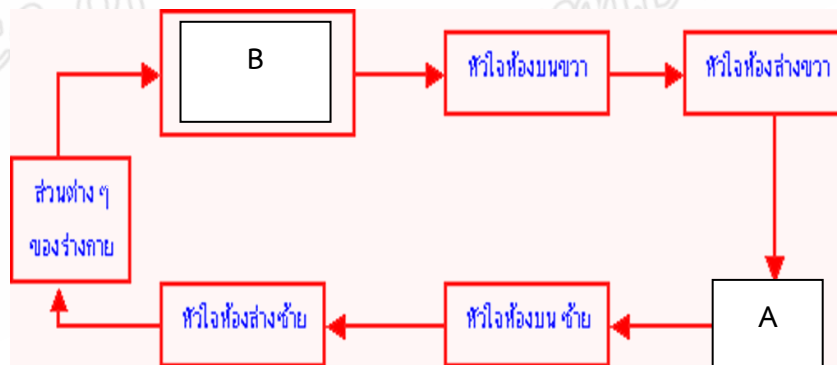 B
หัวใจห้องบนขวา
หัวใจห้องล่างขวา
ส่วนต่าง ๆ
ของร่างกาย
หัวใจห้องล่างซ้าย
หัวใจห้องบน ซ้าย
A